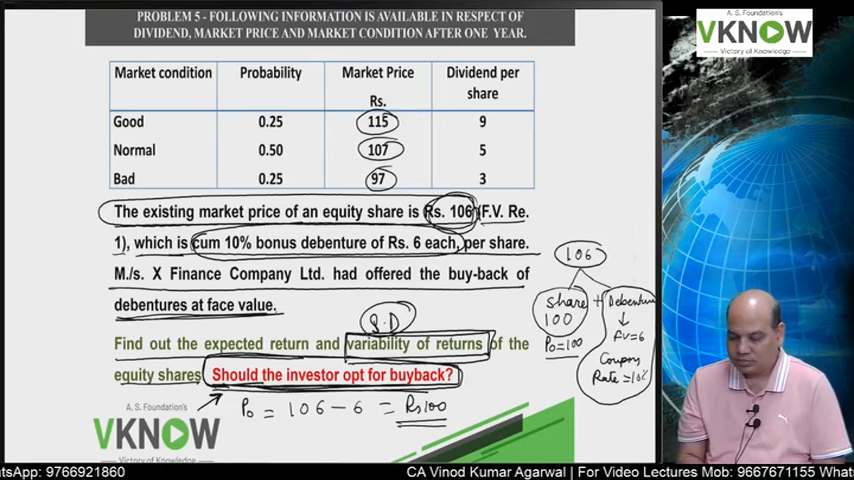 PROBLEM 5 - FOLLOWING INFORMATION IS AVAILABLE IN RESPECT OF
DIVIDEND, MARKET PRICE AND MARKET CONDITION AFTER ONE YEAR.
A. S. Foundation's
VKNOW
Victory of Knowledge
Market condition Probability Market Price Rs. Dividend per share
Good 0.25 115 9
Normal 0.50 107 5
Bad 0.25 97 3
The existing market price of an equity share is Rs. 106 (F.V. Re.
1), which is cum 10% bonus debenture of Rs. 6 each, per share.
M./s. X Finance Company Ltd. had offered the buy-back of
debentures at face value.
106
Share + Debenture
100
P0=100
FV=6
Coupon
Rate =10%
S.D
Find out the expected return and variability of returns of the
equity shares Should the investor opt for buyback?
P0 = 106 - 6 = Rs100
A. S. Foundation's
VKNOW
Victory of Knowledge
atsApp: 9766921860 CA Vinod Kumar Agarwal | For Video Lectures Mob: 9667671155 Whats